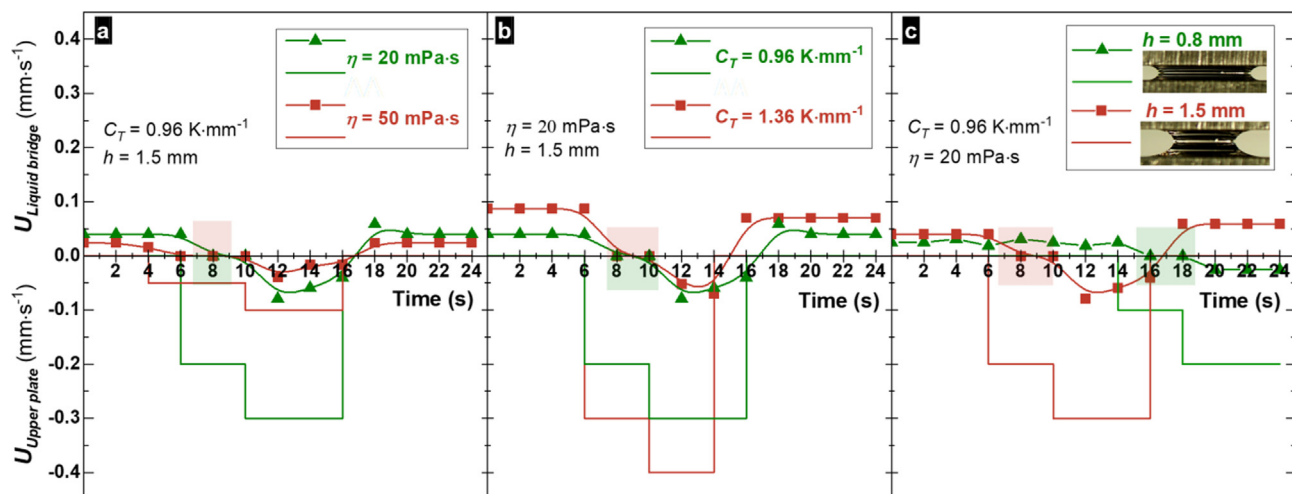 a
η = 20 mPa·s
η = 50 mPa·s
C_T = 0.96 K·mm⁻¹
h = 1.5 mm
b
C_T = 0.96 K·mm⁻¹
C_T = 1.36 K·mm⁻¹
η = 20 mPa·s
h = 1.5 mm
c
h = 0.8 mm
h = 1.5 mm
C_T = 0.96 K·mm⁻¹
η = 20 mPa·s
U_Liquid bridge (mm·s⁻¹)
U_Upper plate (mm·s⁻¹)
0.4
0.3
0.2
0.1
0.0
-0.1
-0.2
-0.3
-0.4
2 4 6 8 10 12 14 16 18 20 22 24
Time (s)
2 4 6 8 10 12 14 16 18 20 22 24
Time (s)
2 4 6 8 10 12 14 16 18 20 22 24
Time (s)